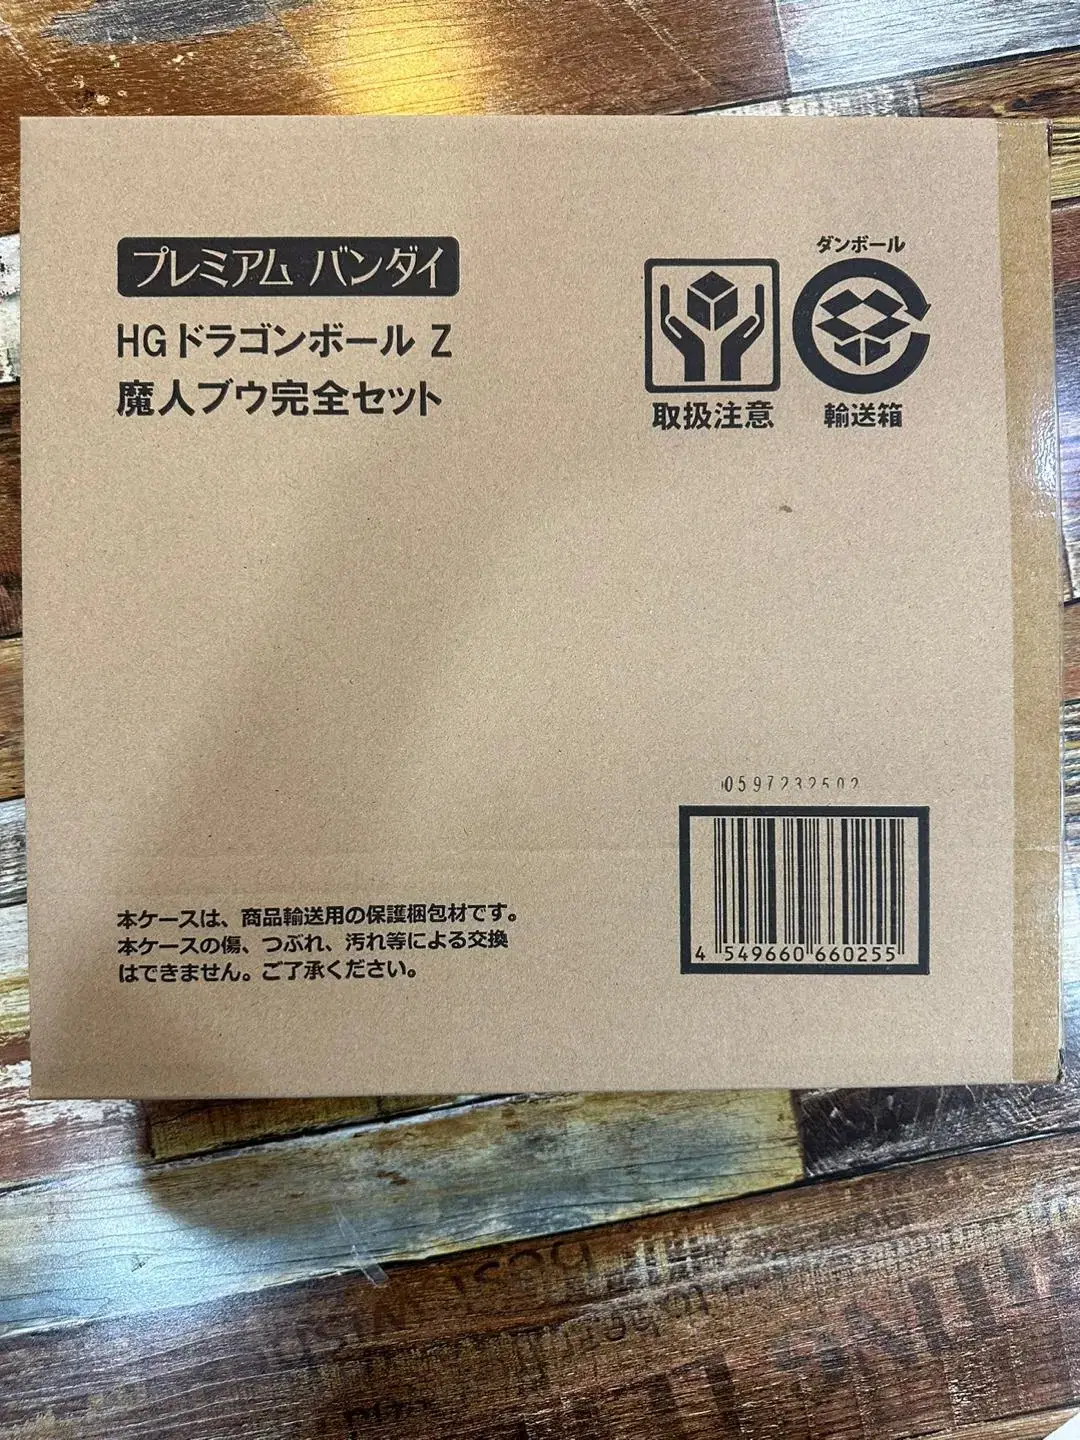 プレミアム バンダイ
HGドラゴンボール Z
魔人ブウ完全セット
ダンボール
取扱注意
輸送箱
0597232502
4 549660 660255
本ケースは、商品輸送用の保護梱包材です。
本ケースの傷、つぶれ、汚れ等による交換
はできません。ご了承ください。